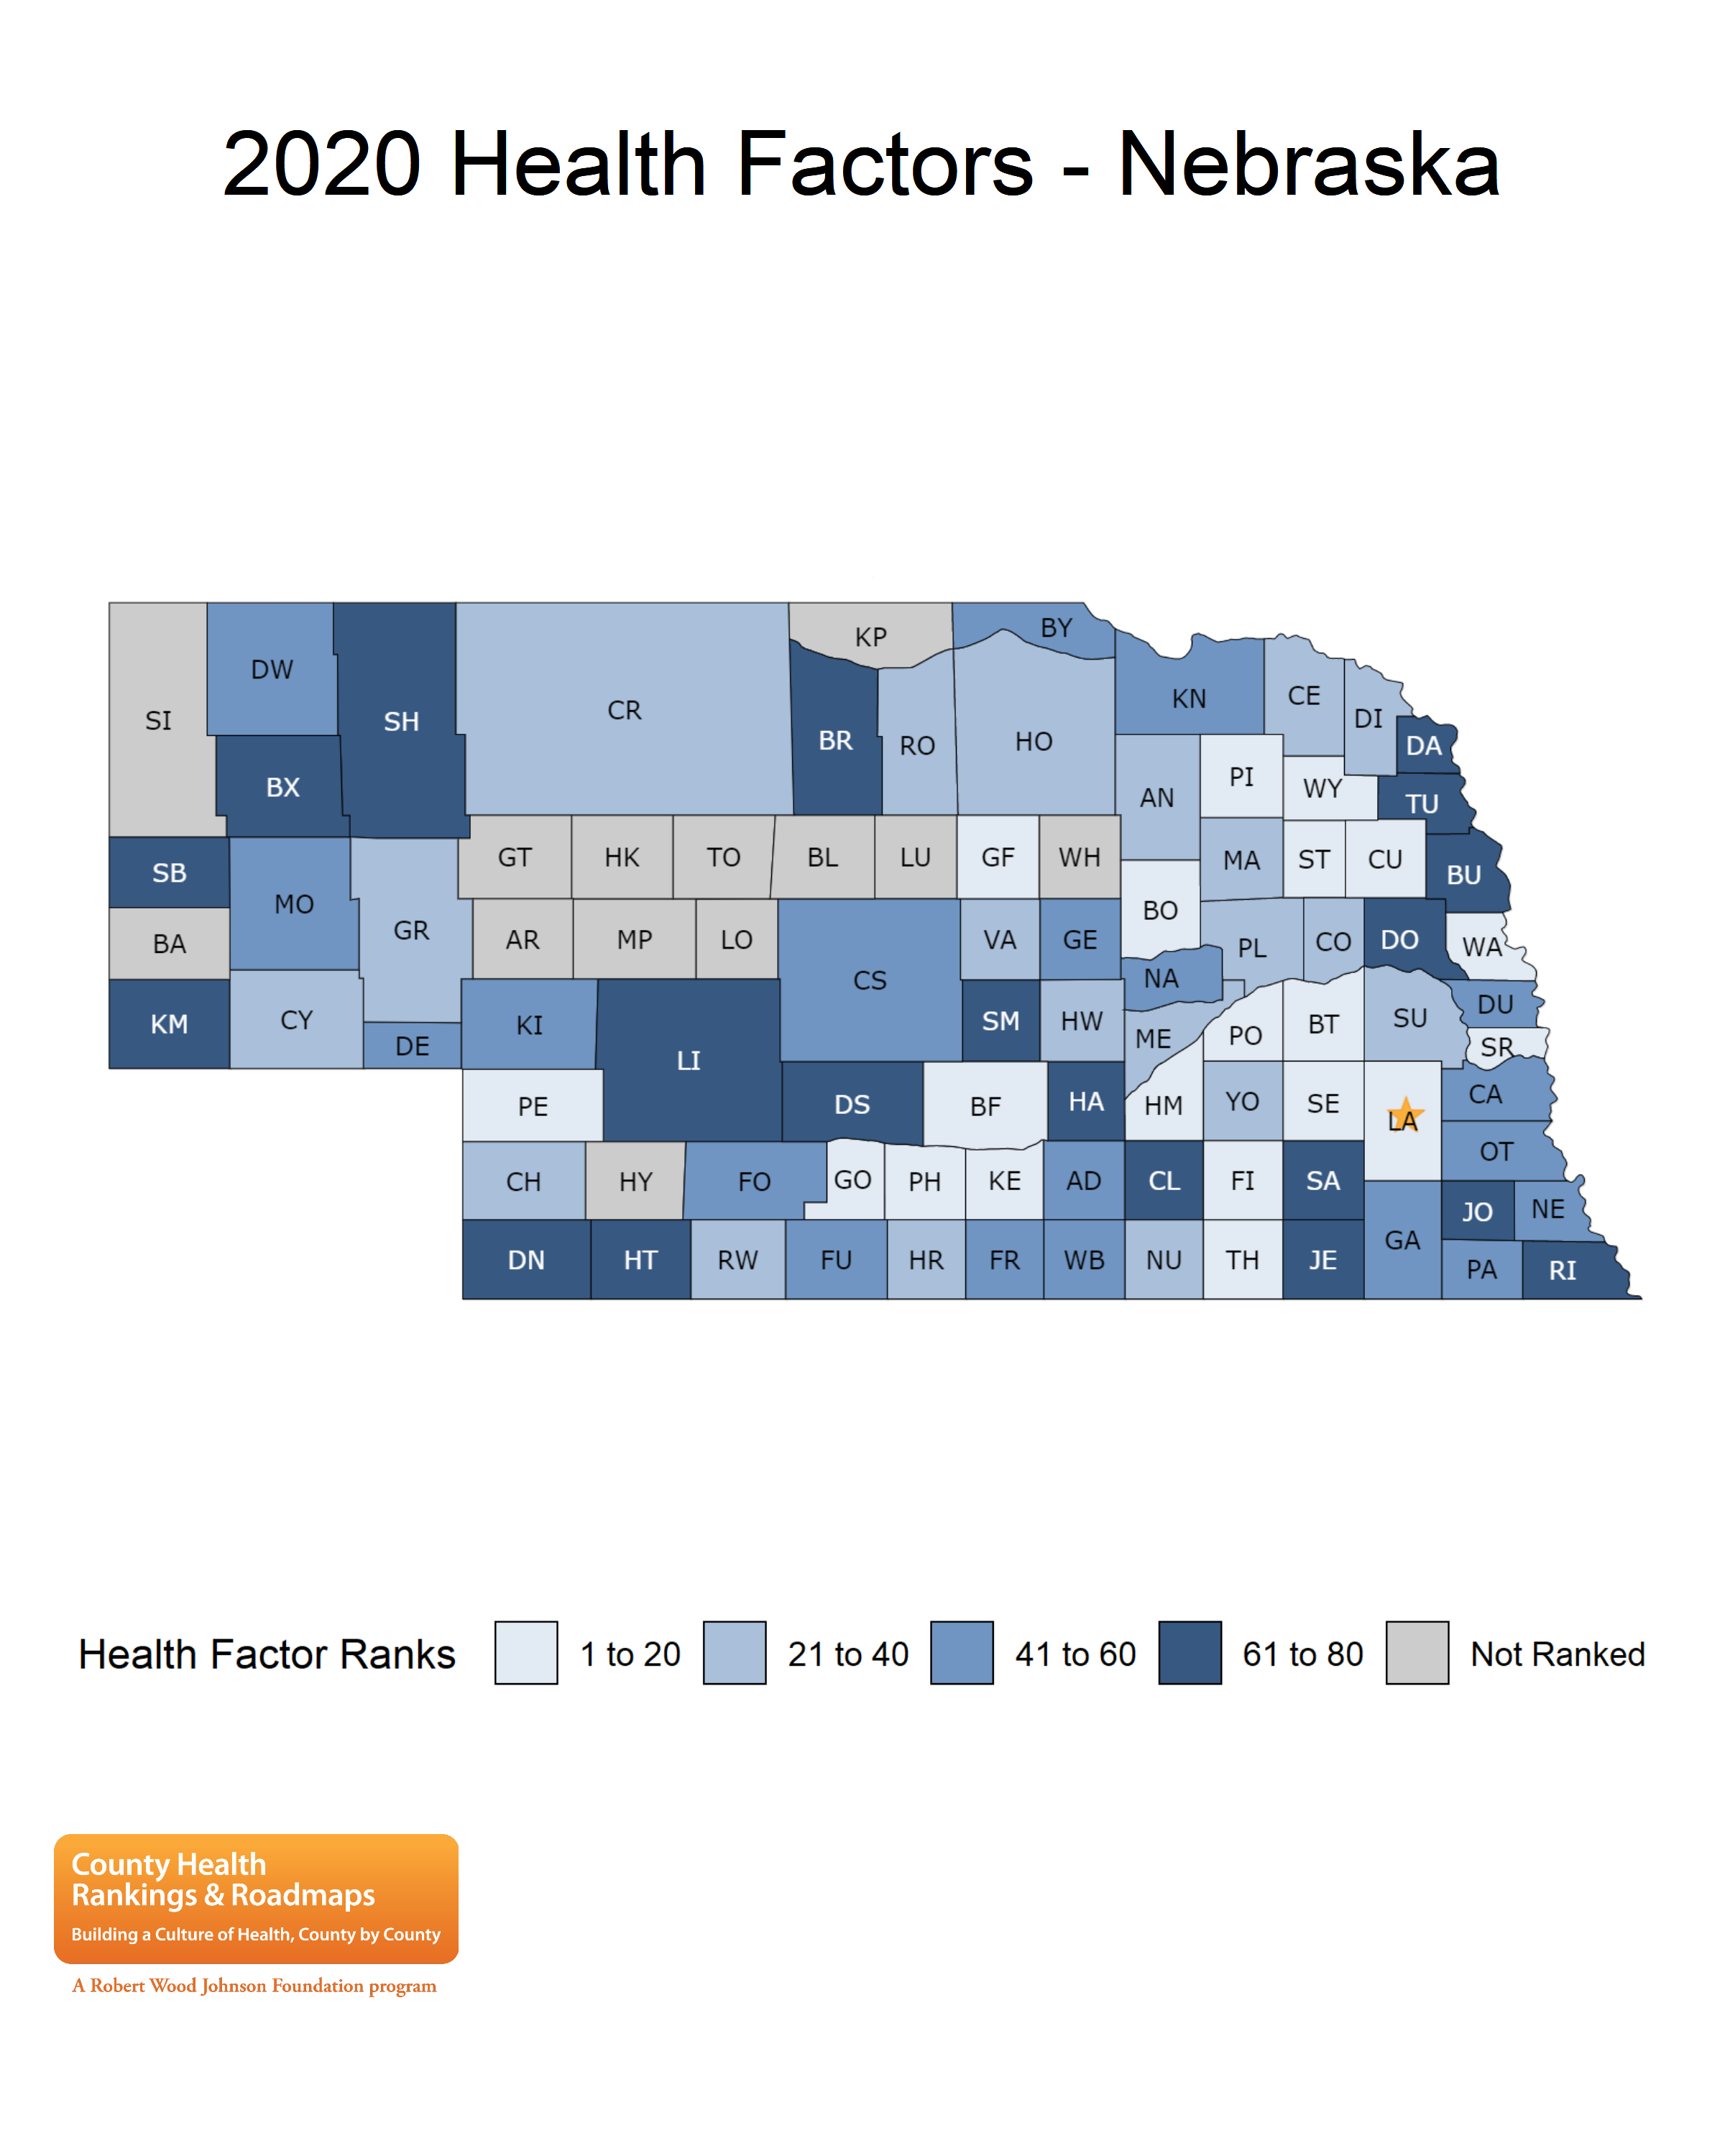 2020 Health Factors - Nebraska
KP BY
DW
SI SH CR BR RO HO KN CE DI
DA
BX AN PI WY TU
SB GT HK TO BL LU GF WH MA ST CU BU
MO GR BA AR MP LO CS VA GE BO PL CO DO WA
NA
KM CY DE KI LI SM HW ME PO BT SU DU
SR
PE DS BF HA HM YO SE LA CA
OT
CH HY FO GO PH KE AD CL FI SA JO NE
DN HT RW FU HR FR WB NU TH JE GA PA RI
Health Factor Ranks 1 to 20 21 to 40 41 to 60 61 to 80 Not Ranked
County Health
Rankings & Roadmaps
Building a Culture of Health, County by County
A Robert Wood Johnson Foundation program